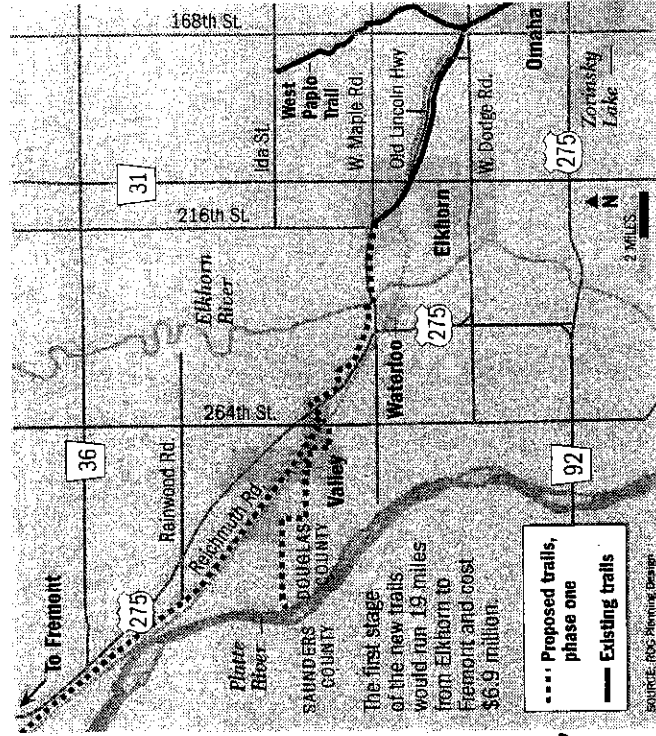 To Fremont
36
31
168th St.
275
Rainwood Rd.
Elkhorn
River
216th St.
Ida St.
West
Papio
Trail
Reichmuth Rd.
264th St.
W. Maple Rd.
Platte
River
DOUGLAS
COUNTY
SAUNDERS
COUNTY
Valley
Waterloo
Old Lincoln Hwy
Elkhorn
W. Dodge Rd.
Omaha
275
The first stage
of the new trails
would run 19 miles
from Elkhorn to
Fremont and cost
$6.9 million.
92
275
Zorinsky
Lake
N
2 MILES
Proposed trails,
phase one
Existing trails
SOURCE: Planning Design